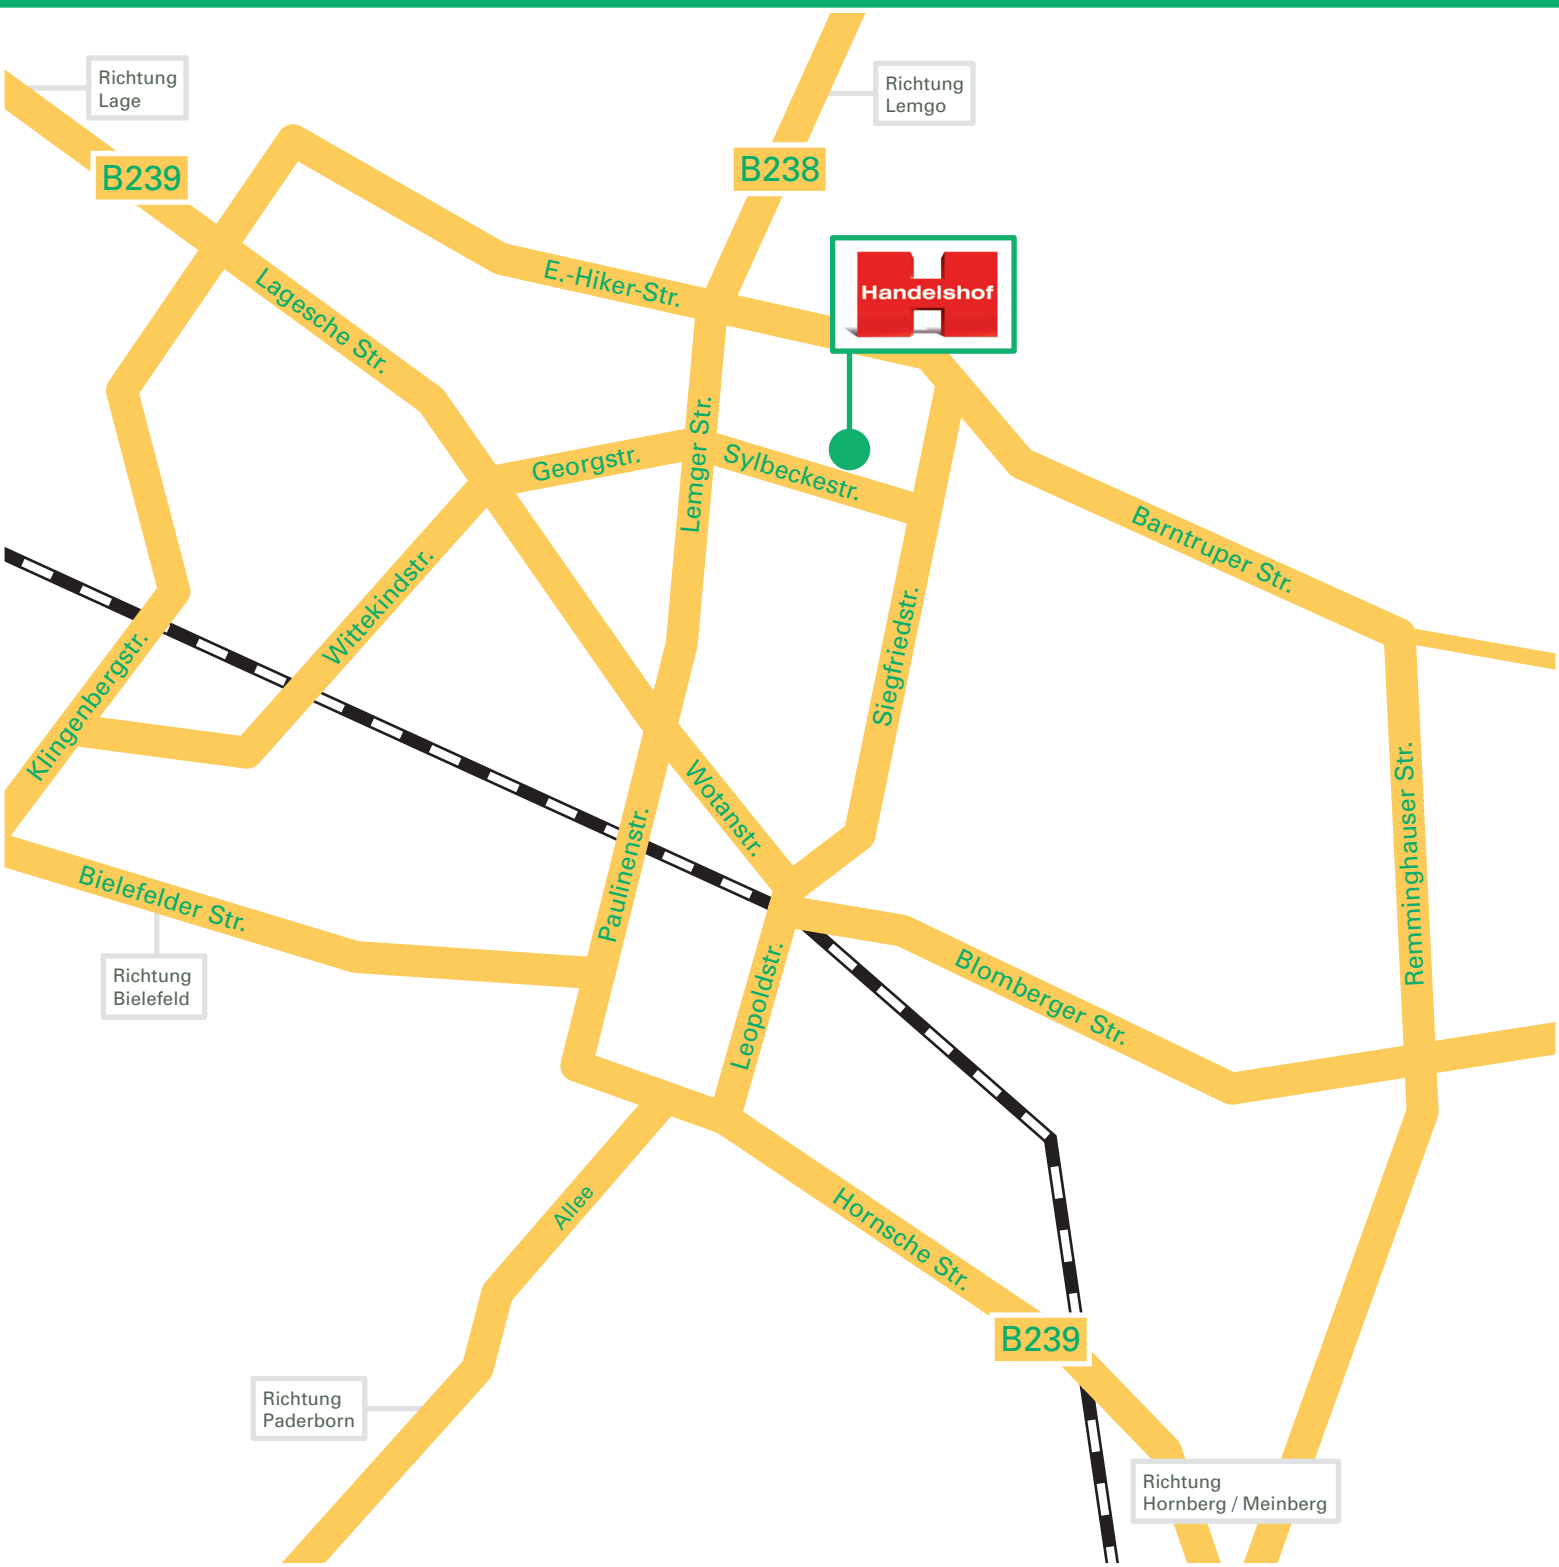 Richtung
Lage
Richtung
Lemgo
B239
B238
E.-Hiker-Str.
Handelshof
Lagesche Str.
Lemger Str.
Georgstr.
Sylbeckestr.
Barntruper Str.
Wittekindstr.
Siegfriedstr.
Klingenbergstr.
Wotanstr.
Remminghauser Str.
Paulinenstr.
Bielefelder Str.
Richtung
Bielefeld
Leopoldstr.
Blomberger Str.
Allee
Hornsche Str.
B239
Richtung
Paderborn
Richtung
Hornberg / Meinberg